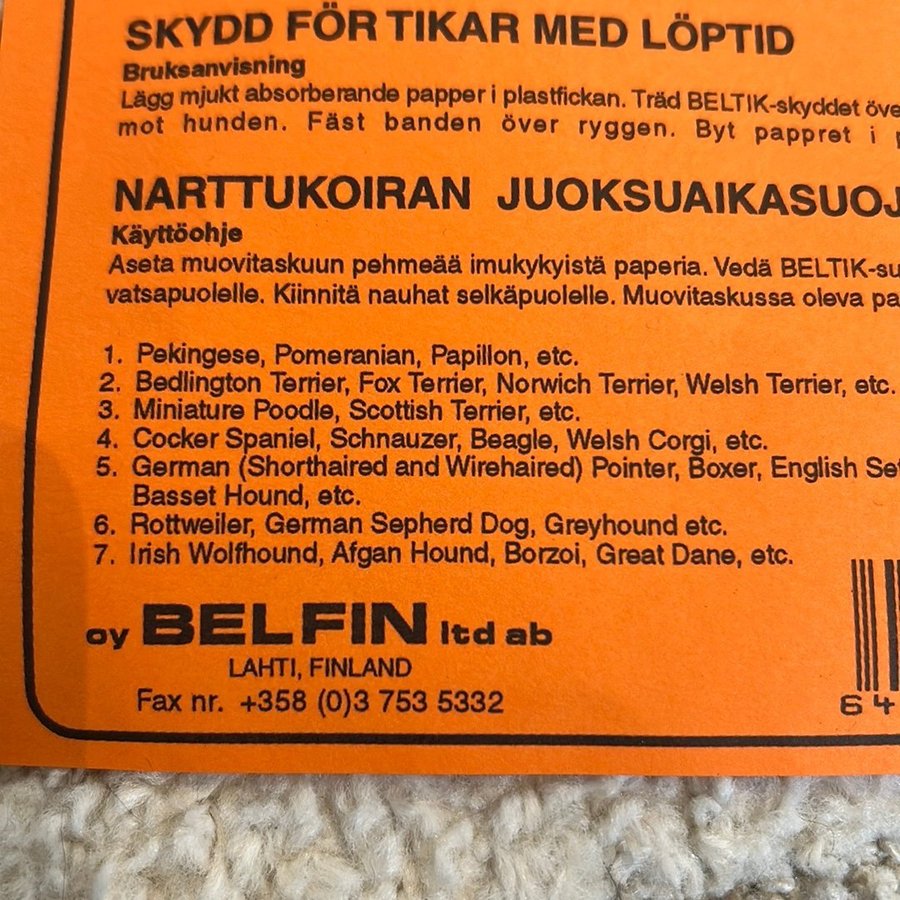 SKYDD FÖR TIKAR MED LÖPTID
Bruksanvisning
Lägg mjukt absorberande papper i plastfickan. Träd BELTIK-skyddet öve
mot hunden. Fäst banden över ryggen. Byt pappret i
NARTTUKOIRAN JUOKSUAIKASUOJ
Käyttöohje
Aseta muovitaskuun pehmeää imukykyistä paperia. Vedä BELTIK-su
vatsapuolelle. Kiinnitä nauhat selkäpuolelle. Muovitaskussa oleva pa
1. Pekingese, Pomeranian, Papillon, etc.
2. Bedlington Terrier, Fox Terrier, Norwich Terrier, Welsh Terrier, etc.
3. Miniature Poodle, Scottish Terrier, etc.
4. Cocker Spaniel, Schnauzer, Beagle, Welsh Corgi, etc.
5. German (Shorthaired and Wirehaired) Pointer, Boxer, English Set
Basset Hound, etc.
6. Rottweiler, German Sepherd Dog, Greyhound etc.
7. Irish Wolfhound, Afgan Hound, Borzoi, Great Dane, etc.
oy BELFIN ltd ab
LAHTI, FINLAND
Fax nr. +358 (0)3 753 5332
64